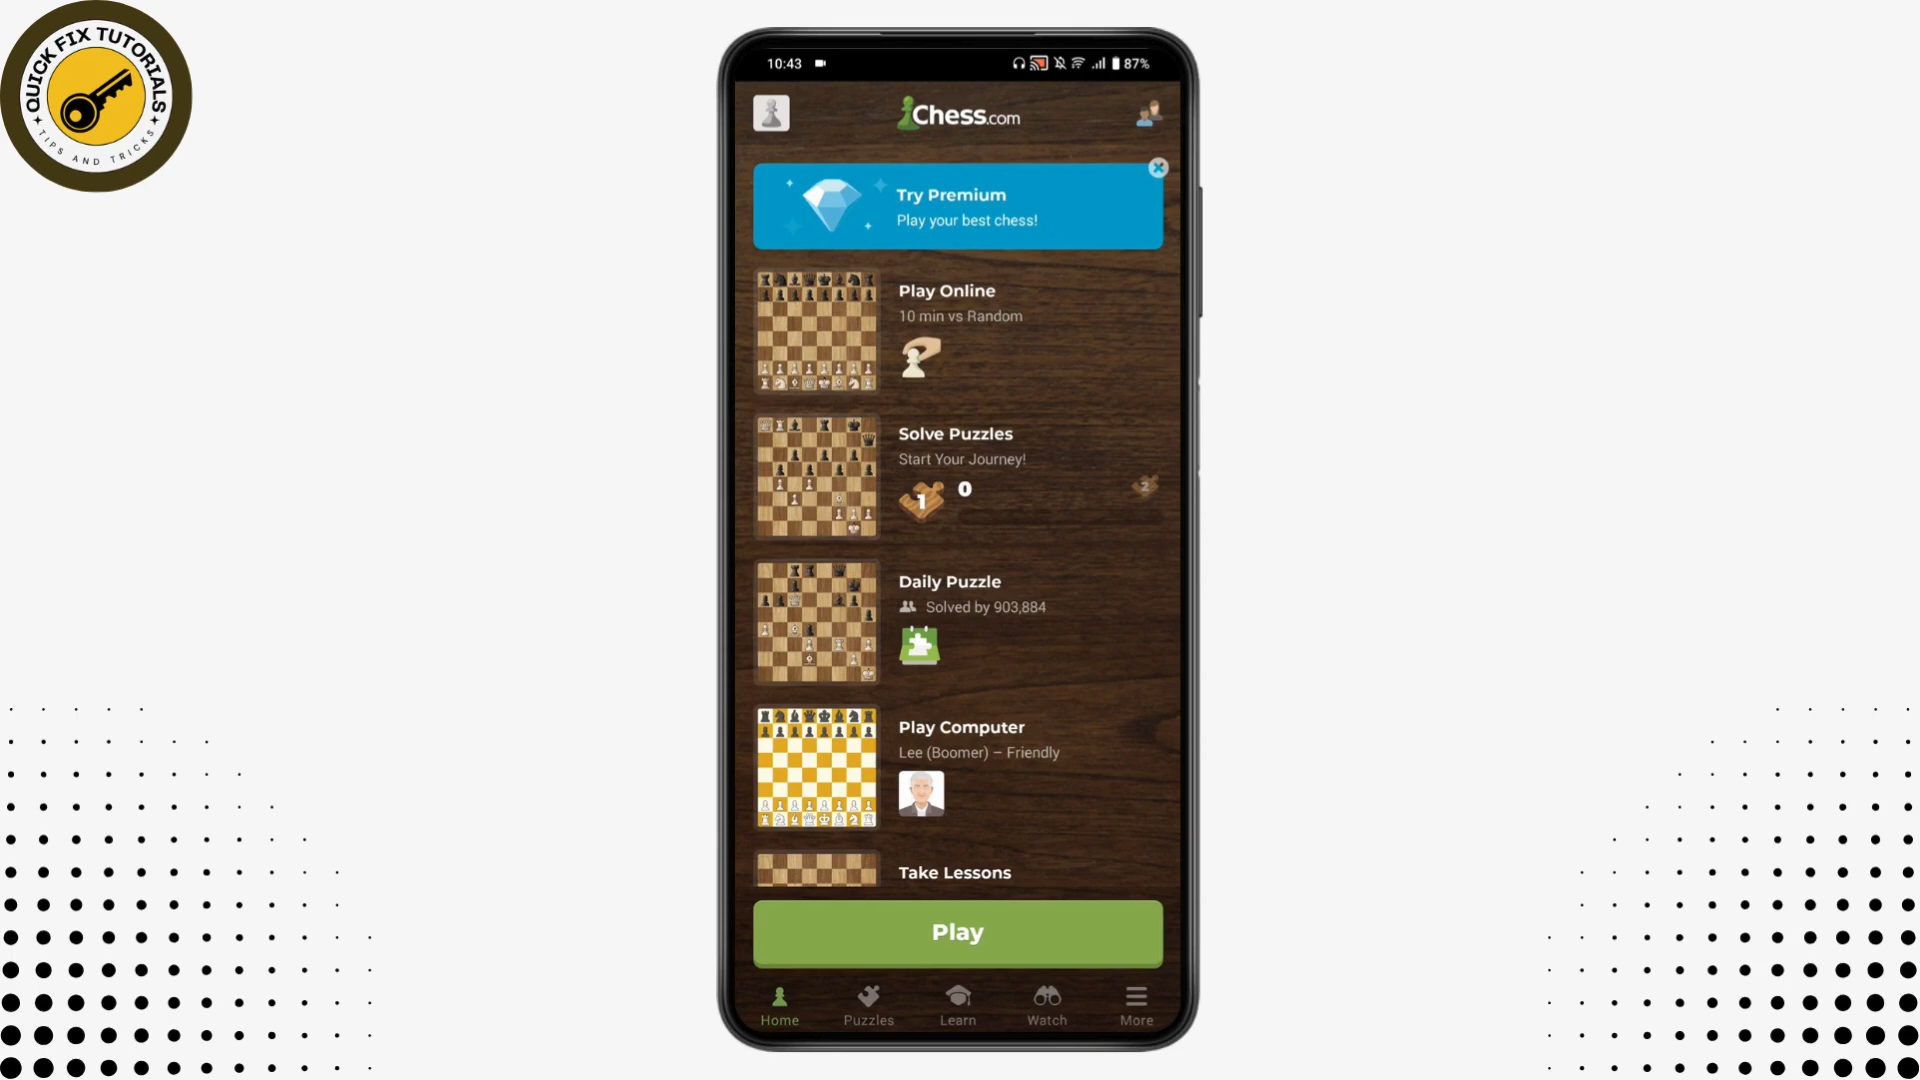 QUICK FIX TUTORIALS
TIPS AND TRICKS
10:43
87%
Chess.com
Try Premium
Play your best chess!
Play Online
10 min vs Random
Solve Puzzles
Start Your Journey!
1
0
2
Daily Puzzle
Solved by 903,884
Play Computer
Lee (Boomer) – Friendly
Take Lessons
Play
Home
Puzzles
Learn
Watch
More